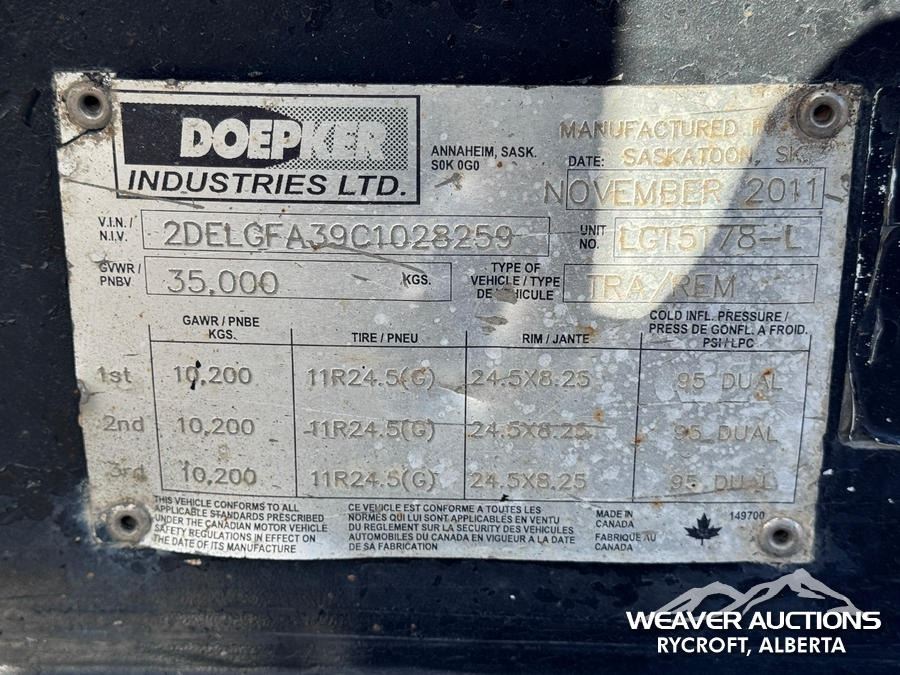 DOEPKER
INDUSTRIES LTD.
ANNAHEIM, SASK.
S0K 0G0
MANUFACTURED
DATE: SASKATOON, SK.
NOVEMBER 2011
V.I.N./
N.I.V.
2DELGFA39C1028259
UNIT
NO.
LGT5178-L
GVWR /
PNBV
35,000 KGS.
TYPE OF
VEHICLE / TYPE
DE VEHICULE
TRA/REM
GAWR / PNBE
KGS.
TIRE / PNEU
RIM / JANTE
COLD INFL. PRESSURE /
PRESS DE GONFL. A FROID.
PSI / LPC
1st 10,200 11R24.5(G) 24.5X8.25 95 DUAL
2nd 10,200 11R24.5(G) 24.5X8.25 95 DUAL
3rd 10,200 11R24.5(G) 24.5X8.25 95 DUAL
THIS VEHICLE CONFORMS TO ALL
APPLICABLE STANDARDS PRESCRIBED
UNDER THE CANADIAN MOTOR VEHICLE
SAFETY REGULATIONS IN EFFECT ON
THE DATE OF ITS MANUFACTURE
CE VEHICLE EST CONFORME A TOUTES LES
NORMES QUI LUI SONT APPLICABLES EN VENTU
DU REGLEMENT SUR LA SECURITE DES VEHICULES
AUTOMOBILES DU CANADA EN VIGUEUR A LA DATE
DE SA FABRICATION
MADE IN
CANADA
FABRIQUE AU
CANADA
149700
WEAVER AUCTIONS
RYCROFT, ALBERTA